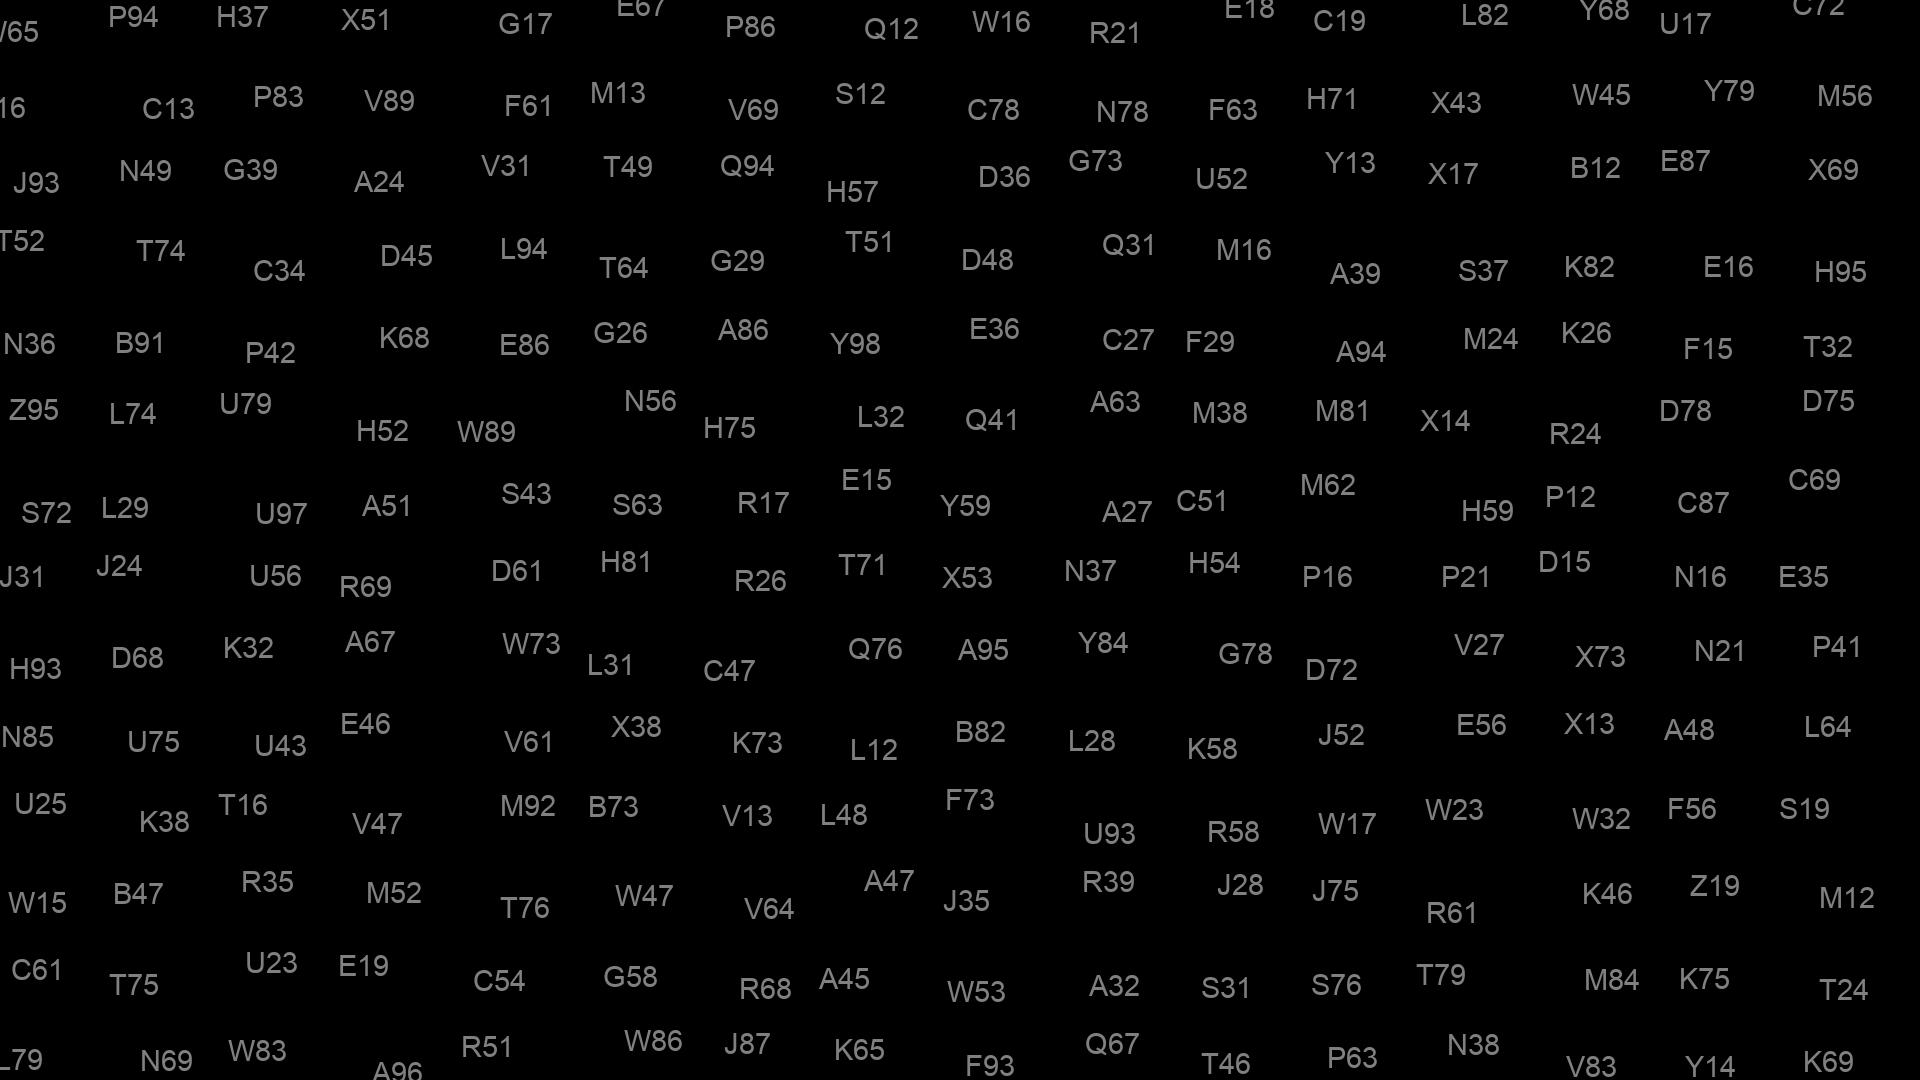 P94 H37 X51 G17 E67 P86 Q12 W16 R21 E18 C19 L82 Y68 U17 C72
C13 P83 V89 F61 M13 V69 S12 C78 N78 F63 H71 X43 W45 Y79 M56
J93 N49 G39 A24 V31 T49 Q94 H57 D36 G73 U52 Y13 X17 B12 E87 X69
T52 T74 C34 D45 L94 T64 G29 T51 D48 Q31 M16 A39 S37 K82 E16 H95
N36 B91 P42 K68 E86 G26 A86 Y98 E36 C27 F29 A94 M24 K26 F15 T32
Z95 L74 U79 H52 W89 N56 H75 L32 Q41 A63 M38 M81 X14 R24 D78 D75
S72 L29 U97 A51 S43 S63 R17 E15 Y59 A27 C51 M62 H59 P12 C87 C69
J31 J24 U56 R69 D61 H81 R26 T71 X53 N37 H54 P16 P21 D15 N16 E35
H93 D68 K32 A67 W73 L31 C47 Q76 A95 Y84 G78 D72 V27 X73 N21 P41
N85 U75 U43 E46 V61 X38 K73 L12 B82 L28 K58 J52 E56 X13 A48 L64
U25 K38 T16 V47 M92 B73 V13 L48 F73 U93 R58 W17 W23 W32 F56 S19
W15 B47 R35 M52 T76 W47 V64 A47 J35 R39 J28 J75 R61 K46 Z19 M12
C61 T75 U23 E19 C54 G58 R68 A45 W53 A32 S31 S76 T79 M84 K75 T24
L79 N69 W83 A96 R51 W86 J87 K65 F93 Q67 T46 P63 N38 V83 Y14 K69